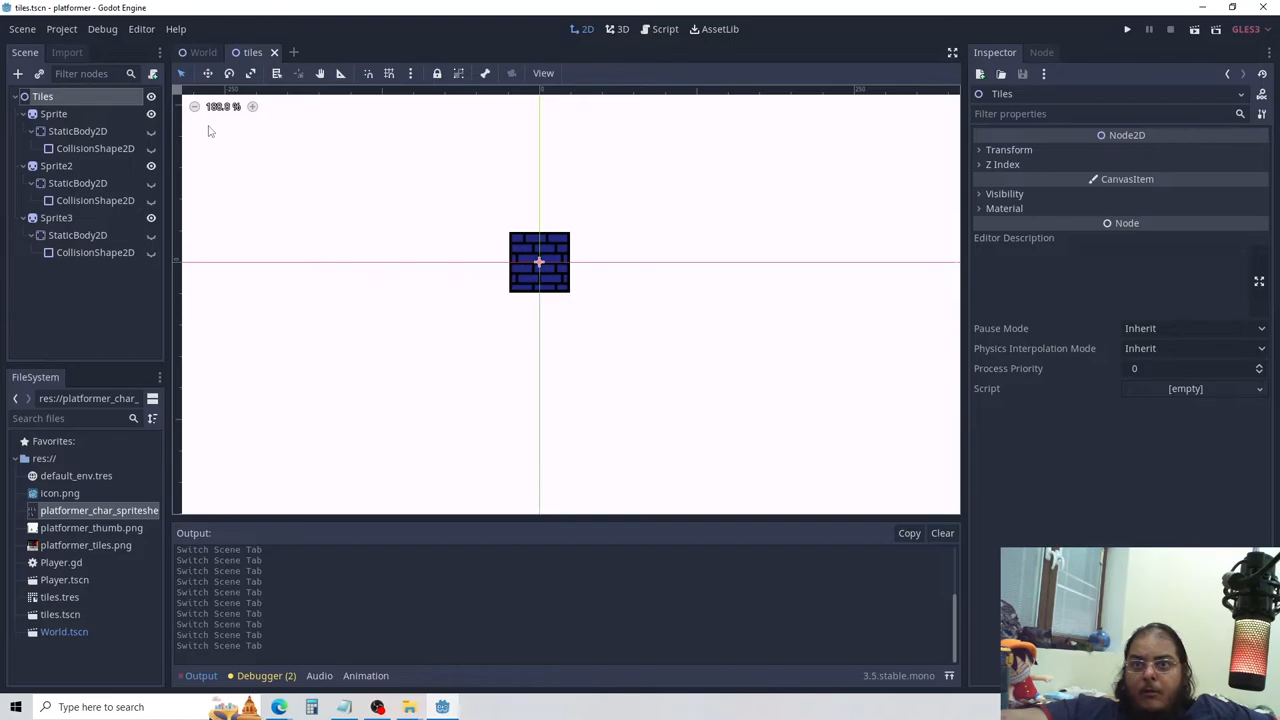 tiles.tscn - platformer - Godot Engine
Scene Project Debug Editor Help
2D 3D Script AssetLib
GLES3
Scene Import
Filter nodes
Tiles
Sprite
StaticBody2D
CollisionShape2D
Sprite2
StaticBody2D
CollisionShape2D
Sprite3
StaticBody2D
CollisionShape2D
FileSystem
res://platformer_char_
Search files
Favorites:
res://
default_env.tres
icon.png
platformer_char_spriteshe
platformer_thumb.png
platformer_tiles.png
Player.gd
Player.tscn
tiles.tres
tiles.tscn
World.tscn
World tiles
View
-250 0 250
Output:
Copy Clear
Switch Scene Tab
Switch Scene Tab
Switch Scene Tab
Switch Scene Tab
Switch Scene Tab
Switch Scene Tab
Switch Scene Tab
Switch Scene Tab
Switch Scene Tab
Switch Scene Tab
Output Debugger (2) Audio Animation
3.5.stable.mono
Inspector Node
Tiles
Filter properties
Node2D
Transform
Z Index
CanvasItem
Visibility
Material
Node
Editor Description
Pause Mode Inherit
Physics Interpolation Mode Inherit
Process Priority 0
Script [empty]
Type here to search